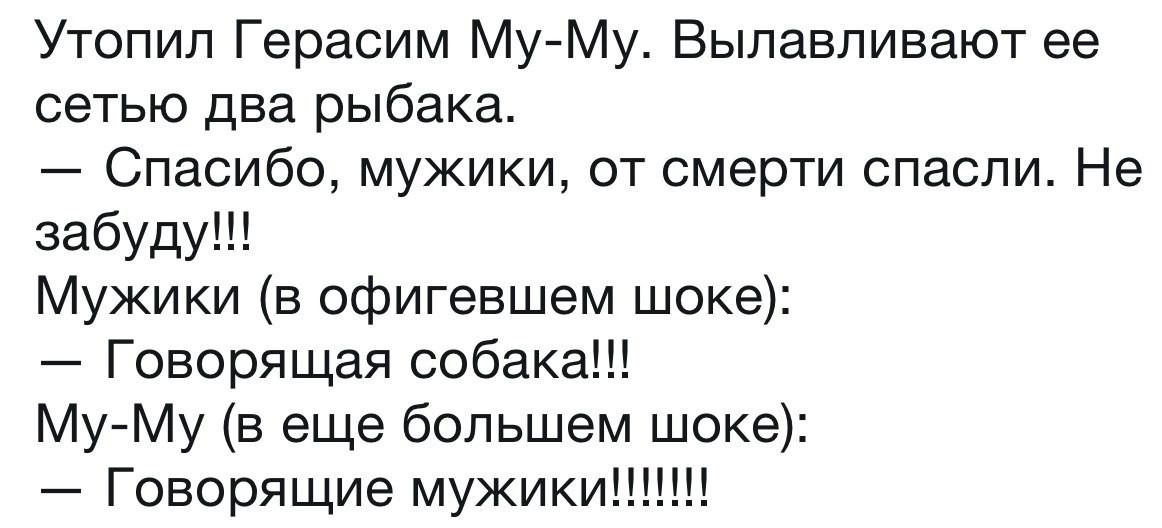 Утопил Герасим Му-Му. Вылавливают ее
сетью два рыбака.
— Спасибо, мужики, от смерти спасли. Не
забуду!!!
Мужики (в офигевшем шоке):
— Говорящая собака!!!
Му-Му (в еще большем шоке):
— Говорящие мужики!!!!!!!